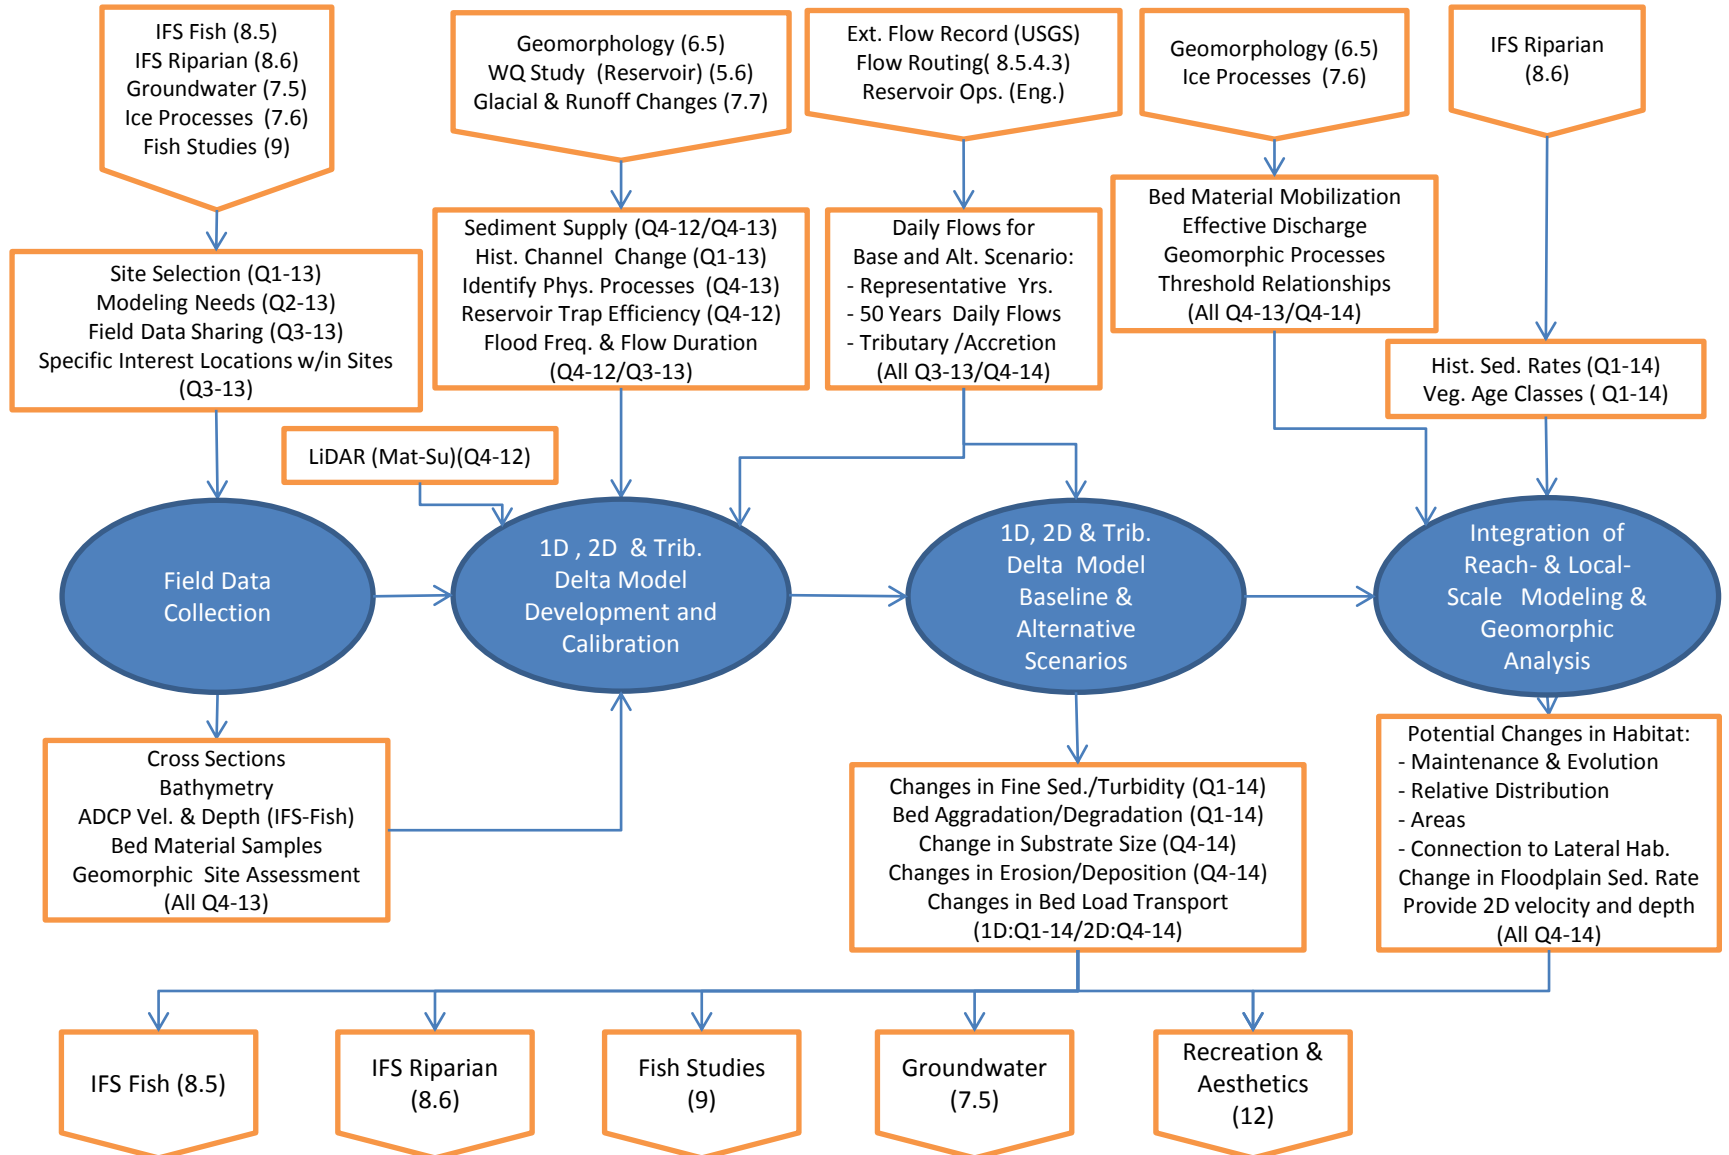 IFS Fish (8.5)
IFS Riparian (8.6)
Groundwater (7.5)
Ice Processes (7.6)
Fish Studies (9)
Geomorphology (6.5)
WQ Study (Reservoir) (5.6)
Glacial & Runoff Changes (7.7)
Ext. Flow Record (USGS)
Flow Routing( 8.5.4.3)
Reservoir Ops. (Eng.)
Geomorphology (6.5)
Ice Processes (7.6)
IFS Riparian
(8.6)
Site Selection (Q1-13)
Modeling Needs (Q2-13)
Field Data Sharing (Q3-13)
Specific Interest Locations w/in Sites
(Q3-13)
Sediment Supply (Q4-12/Q4-13)
Hist. Channel Change (Q1-13)
Identify Phys. Processes (Q4-13)
Reservoir Trap Efficiency (Q4-12)
Flood Freq. & Flow Duration
(Q4-12/Q3-13)
Daily Flows for
Base and Alt. Scenario:
- Representative Yrs.
- 50 Years Daily Flows
- Tributary /Accretion
(All Q3-13/Q4-14)
Bed Material Mobilization
Effective Discharge
Geomorphic Processes
Threshold Relationships
(All Q4-13/Q4-14)
Hist. Sed. Rates (Q1-14)
Veg. Age Classes ( Q1-14)
LiDAR (Mat-Su)(Q4-12)
Field Data
Collection
1D , 2D & Trib.
Delta Model
Development and
Calibration
1D, 2D & Trib.
Delta Model
Baseline &
Alternative
Scenarios
Integration of
Reach- & Local-
Scale Modeling &
Geomorphic
Analysis
Cross Sections
Bathymetry
ADCP Vel. & Depth (IFS-Fish)
Bed Material Samples
Geomorphic Site Assessment
(All Q4-13)
Changes in Fine Sed./Turbidity (Q1-14)
Bed Aggradation/Degradation (Q1-14)
Change in Substrate Size (Q4-14)
Changes in Erosion/Deposition (Q4-14)
Changes in Bed Load Transport
(1D:Q1-14/2D:Q4-14)
Potential Changes in Habitat:
- Maintenance & Evolution
- Relative Distribution
- Areas
- Connection to Lateral Hab.
Change in Floodplain Sed. Rate
Provide 2D velocity and depth
(All Q4-14)
IFS Fish (8.5)
IFS Riparian
(8.6)
Fish Studies
(9)
Groundwater
(7.5)
Recreation &
Aesthetics
(12)